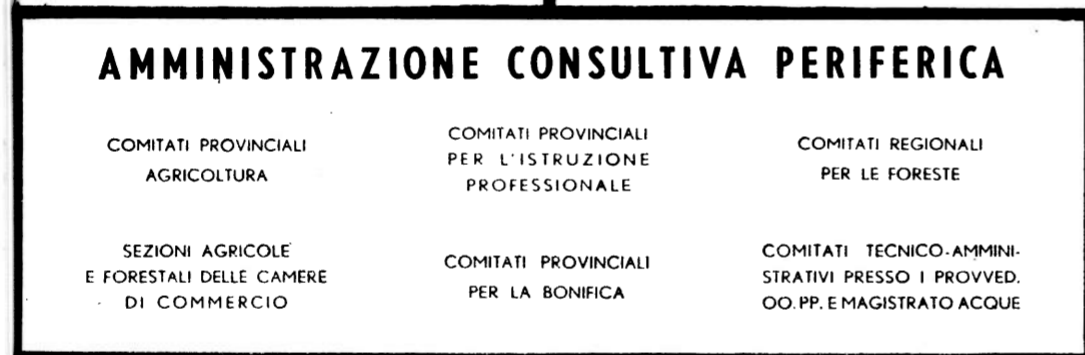 AMMINISTRAZIONE CONSULTIVA PERIFERICA
COMITATI PROVINCIALI
AGRICOLTURA
COMITATI PROVINCIALI
PER L'ISTRUZIONE
PROFESSIONALE
COMITATI REGIONALI
PER LE FORESTE
SEZIONI AGRICOLE
E FORESTALI DELLE CAMERE
DI COMMERCIO
COMITATI PROVINCIALI
PER LA BONIFICA
COMITATI TECNICO-AMMINI-
STRATIVI PRESSO I PROVVED.
OO.PP. E MAGISTRATO ACQUE